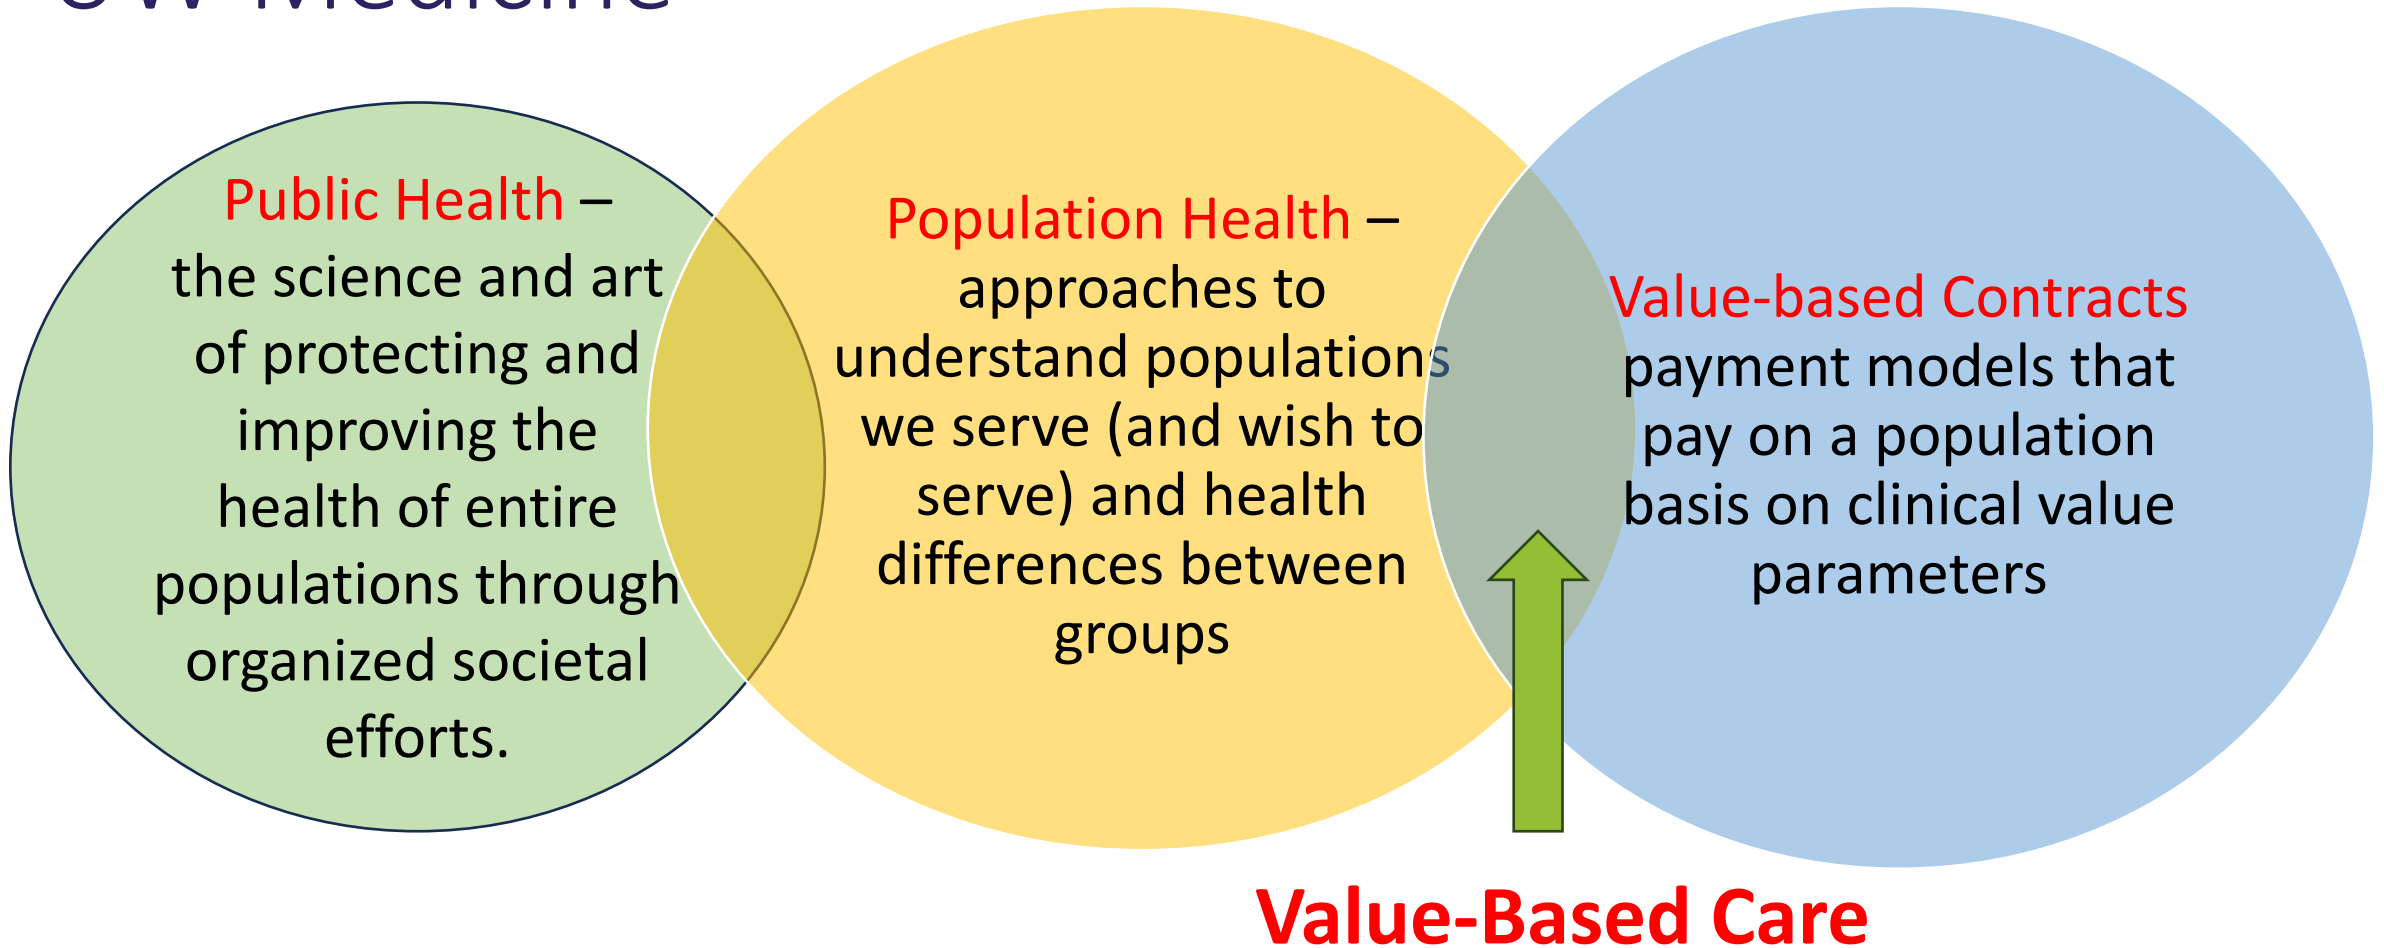 UW Medicine
Public Health –
the science and art
of protecting and
improving the
health of entire
populations through
organized societal
efforts.
Population Health –
approaches to
understand populations
we serve (and wish to
serve) and health
differences between
groups
Value-based Contracts
payment models that
pay on a population
basis on clinical value
parameters
Value-Based Care